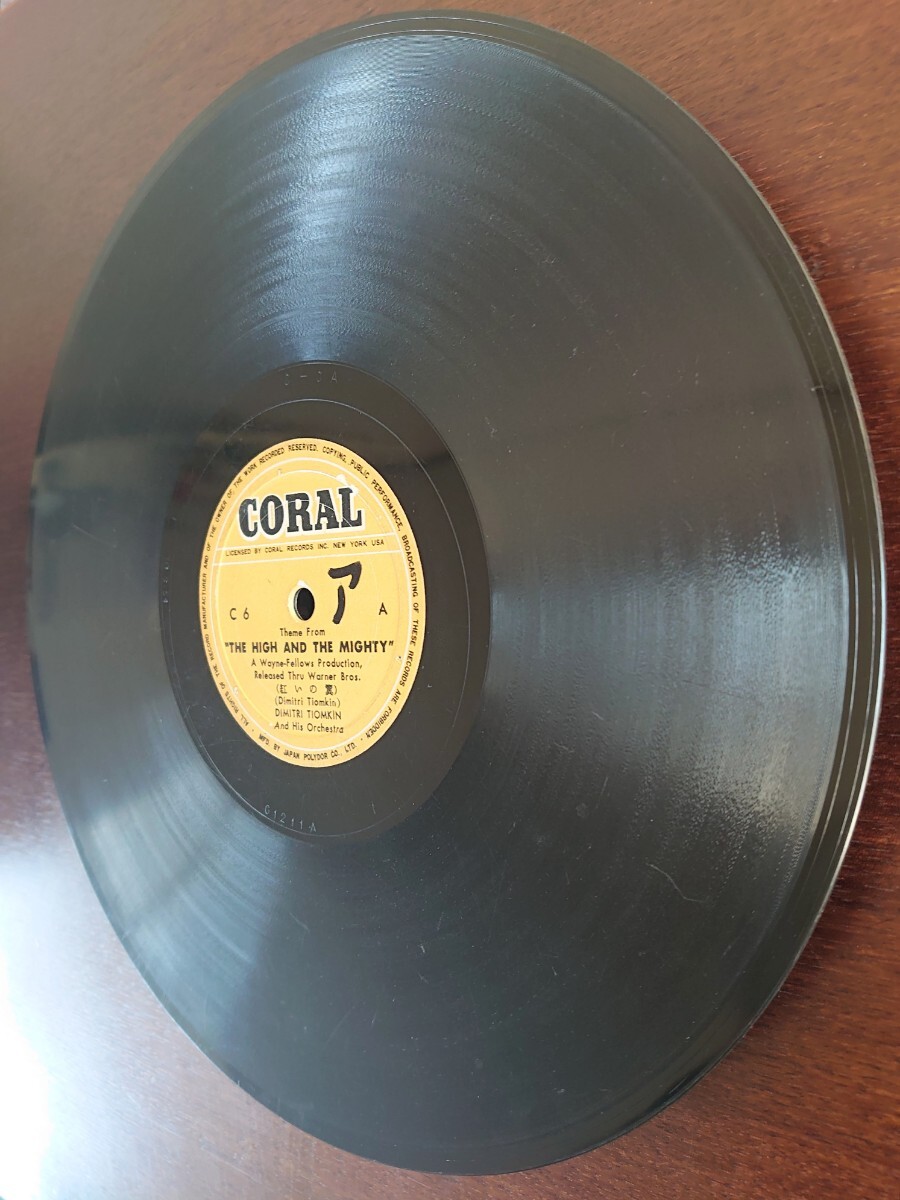 ALL RIGHTS OF THE RECORD MANUFACTURER AND OF THE OWNER OF THE WORK RECORDED RESERVED. COPYING, PUBLIC PERFORMANCE, BROADCASTING OF THESE RECORDS ARE FORBIDDEN
CORAL
LICENSED BY CORAL RECORDS INC. NEW YORK USA
ア
C 6 A
Theme From
"THE HIGH AND THE MIGHTY"
A Wayne-Fellows Production,
Released Thru Warner Bros.
(紅いの翼)
(Dimitri Tiomkin)
DIMITRI TIOMKIN
And His Orchestra
· MFD. BY JAPAN POLYDOR CO., LTD. ·